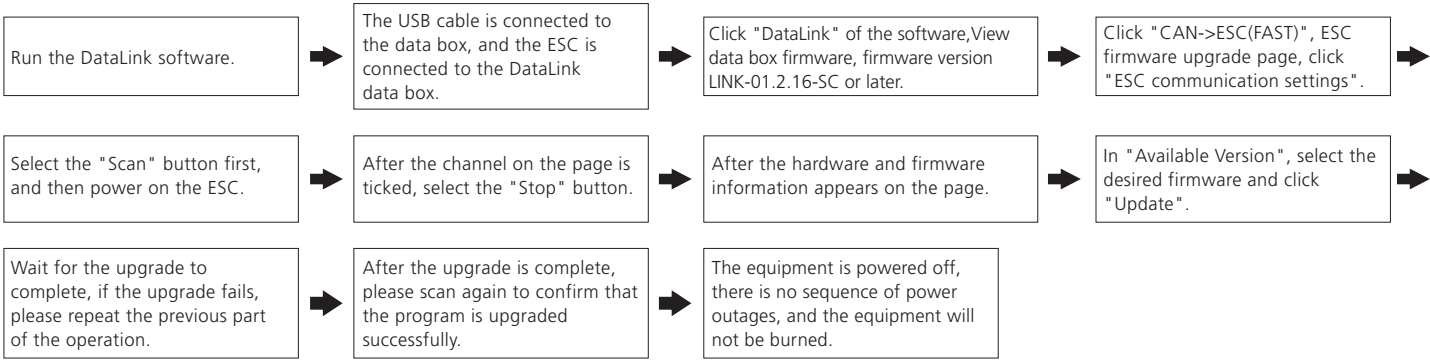 Run the DataLink software.
The USB cable is connected to
the data box, and the ESC is
connected to the DataLink
data box.
Click "DataLink" of the software,View
data box firmware, firmware version
LINK-01.2.16-SC or later.
Click "CAN->ESC(FAST)", ESC
firmware upgrade page, click
"ESC communication settings".
Select the "Scan" button first,
and then power on the ESC.
After the channel on the page is
ticked, select the "Stop" button.
After the hardware and firmware
information appears on the page.
In "Available Version", select the
desired firmware and click
"Update".
Wait for the upgrade to
complete, if the upgrade fails,
please repeat the previous part
of the operation.
After the upgrade is complete,
please scan again to confirm that
the program is upgraded
successfully.
The equipment is powered off,
there is no sequence of power
outages, and the equipment will
not be burned.